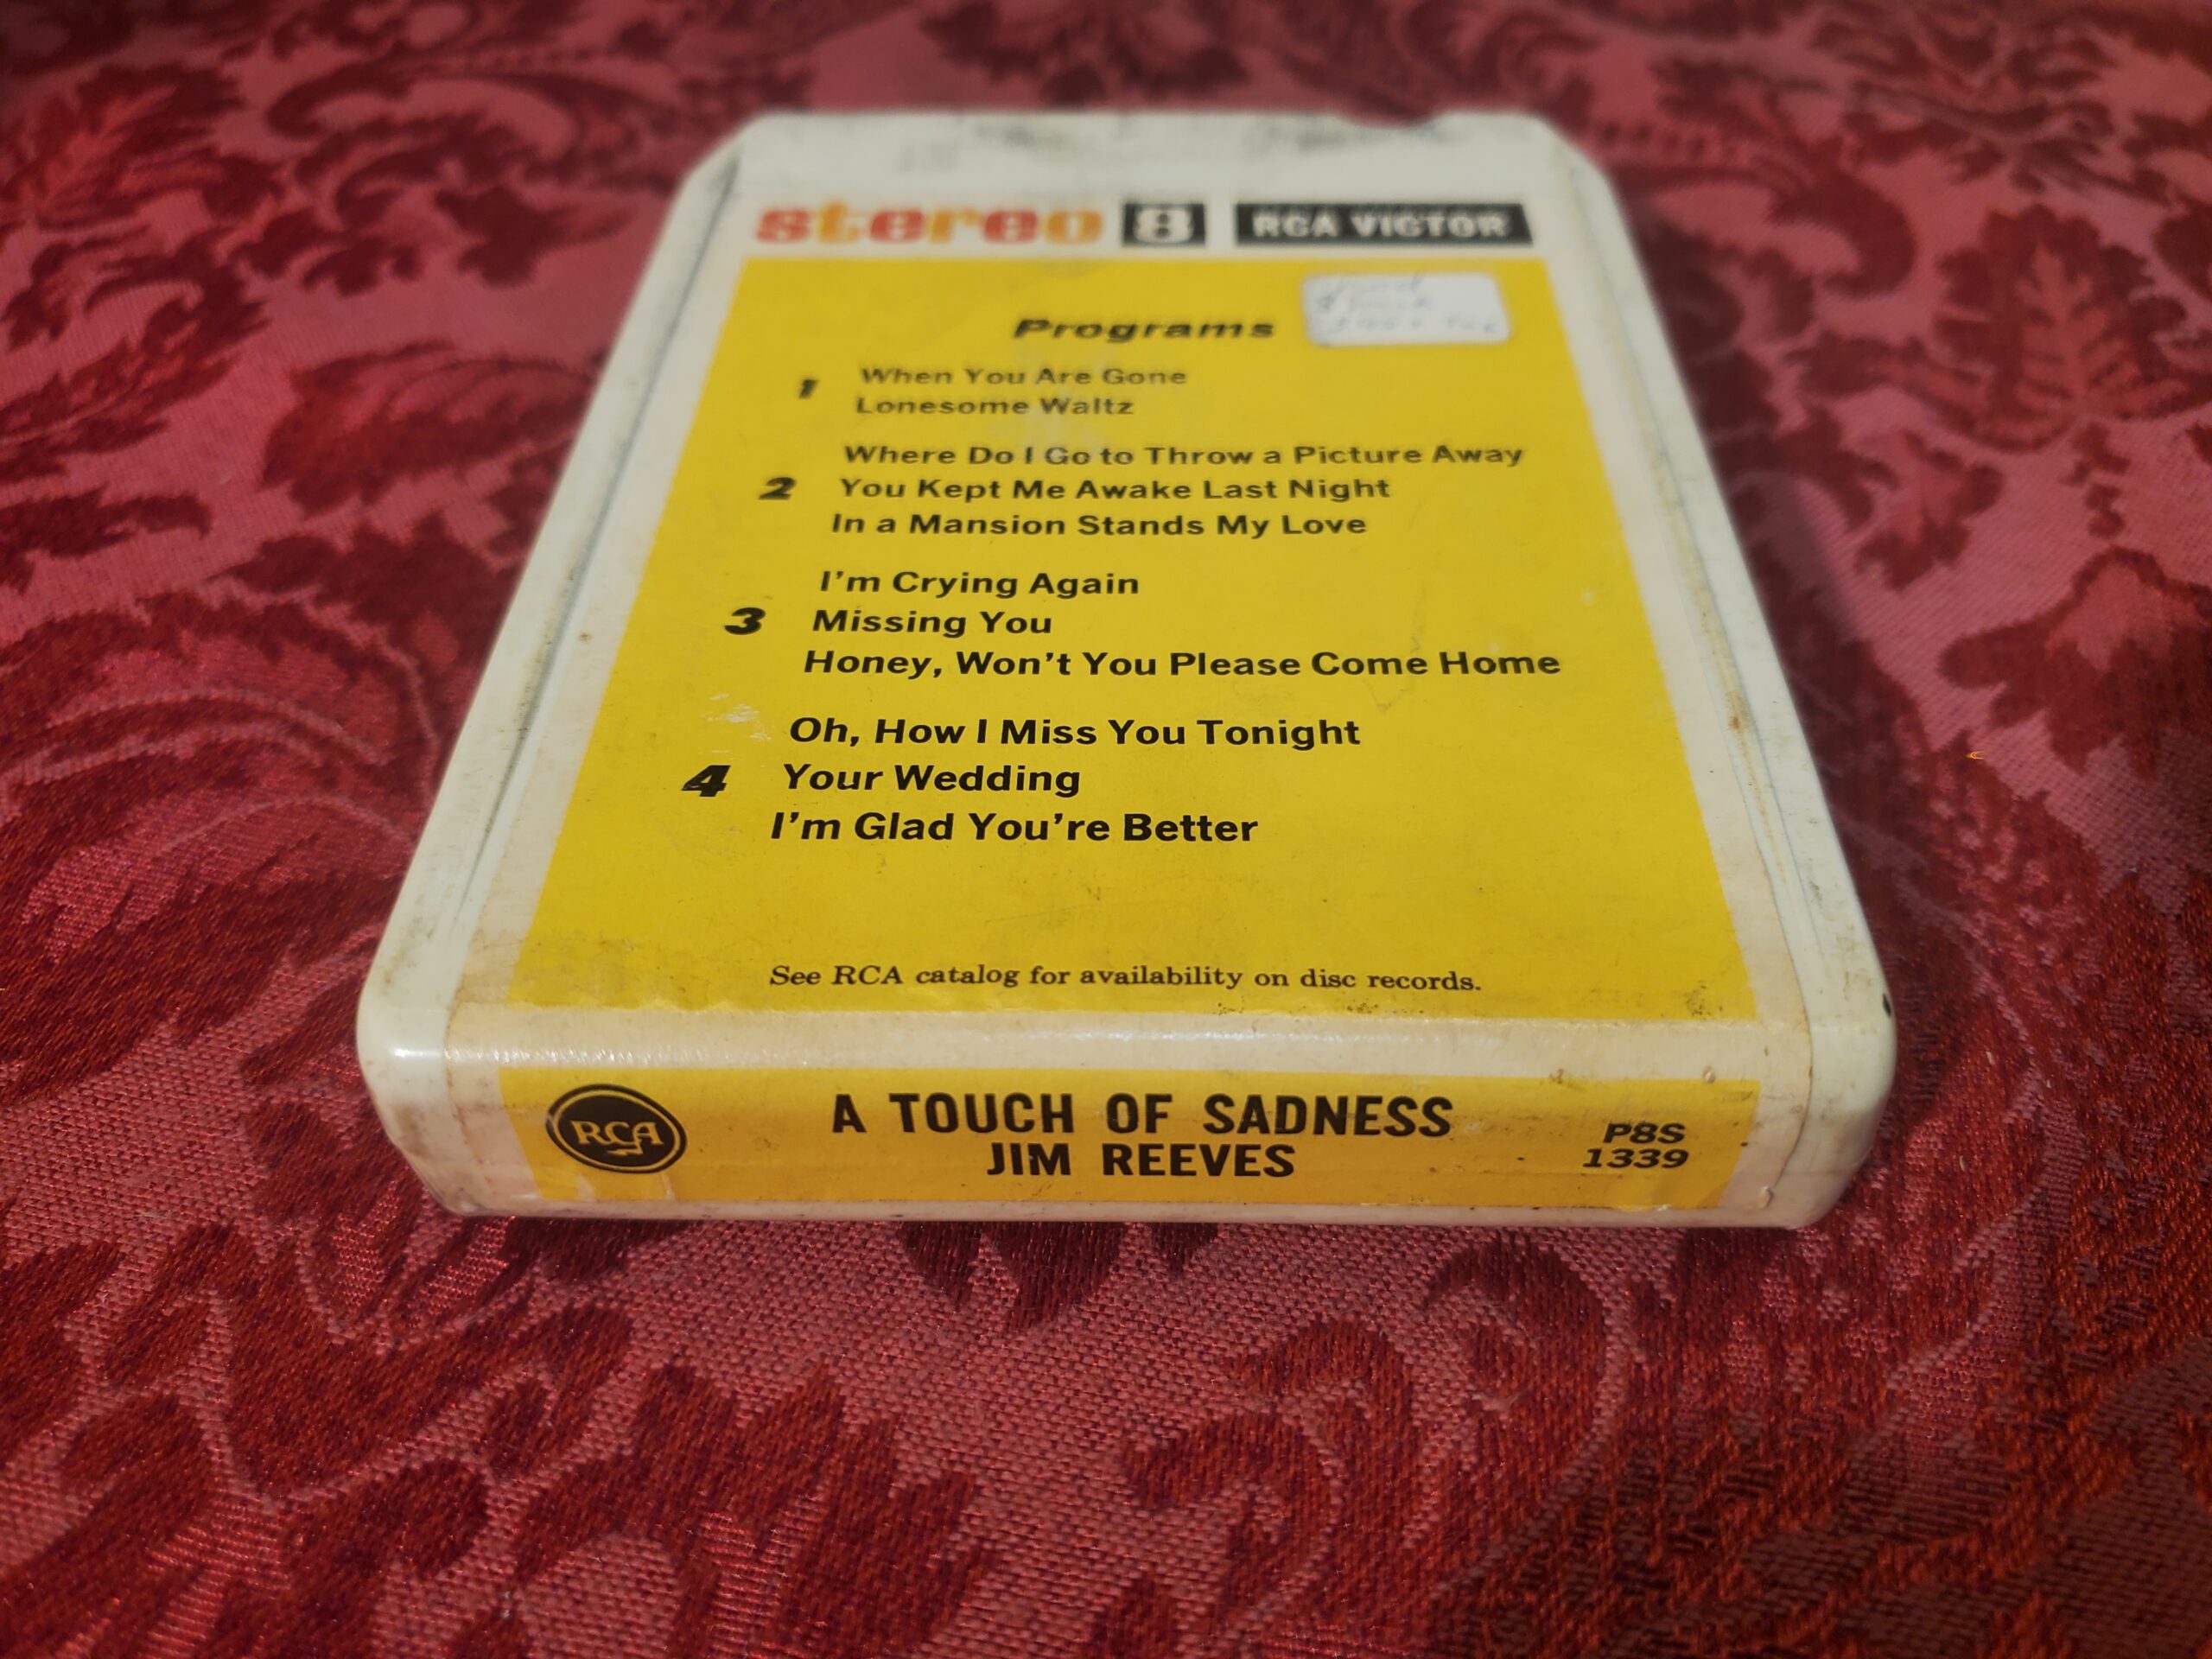 stereo 8 RCA VICTOR
Programs
1
When You Are Gone
Lonesome Waltz
Where Do I Go to Throw a Picture Away
2 You Kept Me Awake Last Night
In a Mansion Stands My Love
I'm Crying Again
3 Missing You
Honey, Won't You Please Come Home
Oh, How I Miss You Tonight
4 Your Wedding
I'm Glad You're Better
See RCA catalog for availability on disc records.
RCA
A TOUCH OF SADNESS
JIM REEVES
P8S
1339